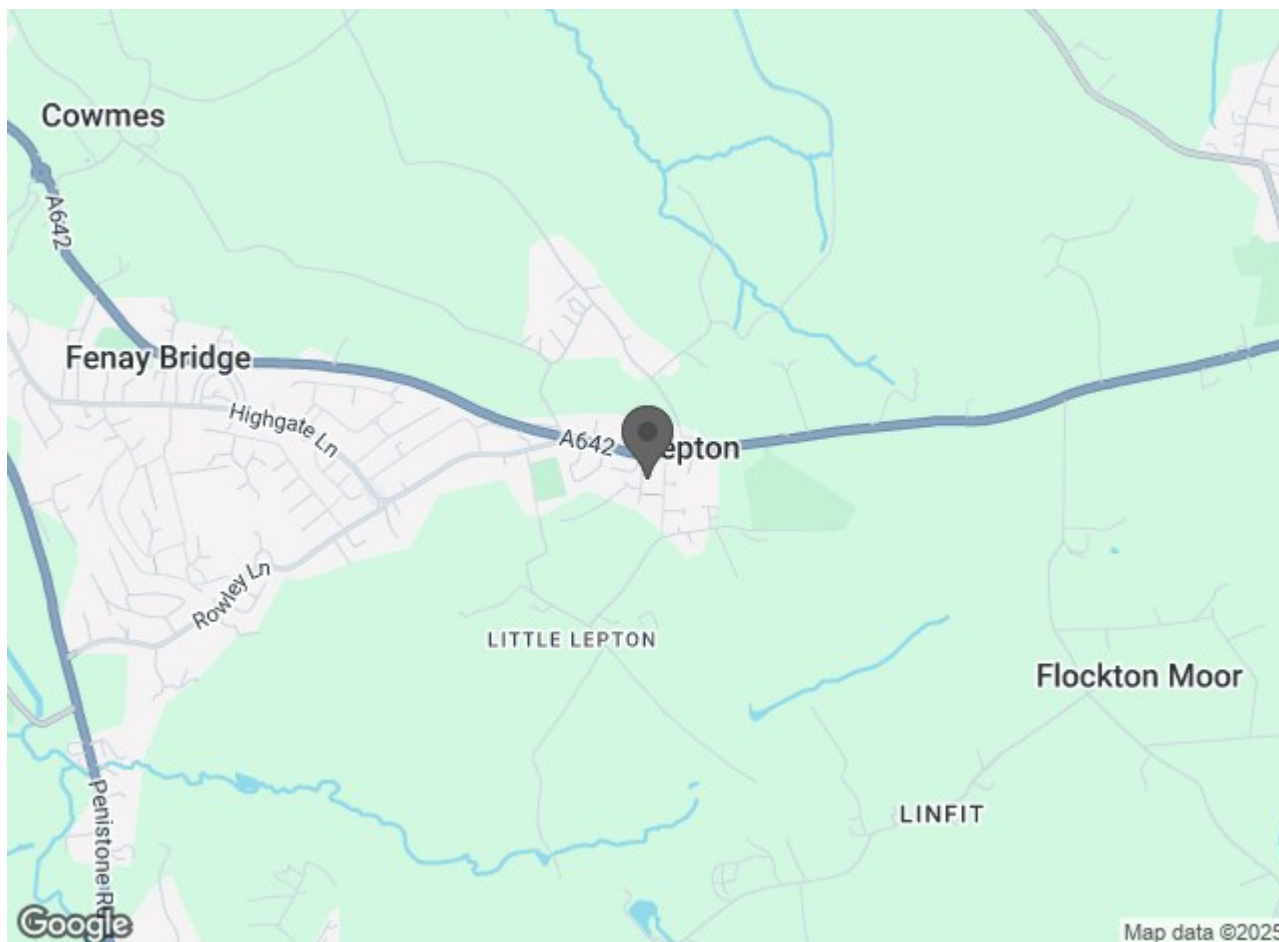 Cowmes
A642
Fenay Bridge
Highgate Ln
A642
epton
Rowley Ln
LITTLE LEPTON
Flockton Moor
LINFIT
Penistone R
Google
Map data ©2025